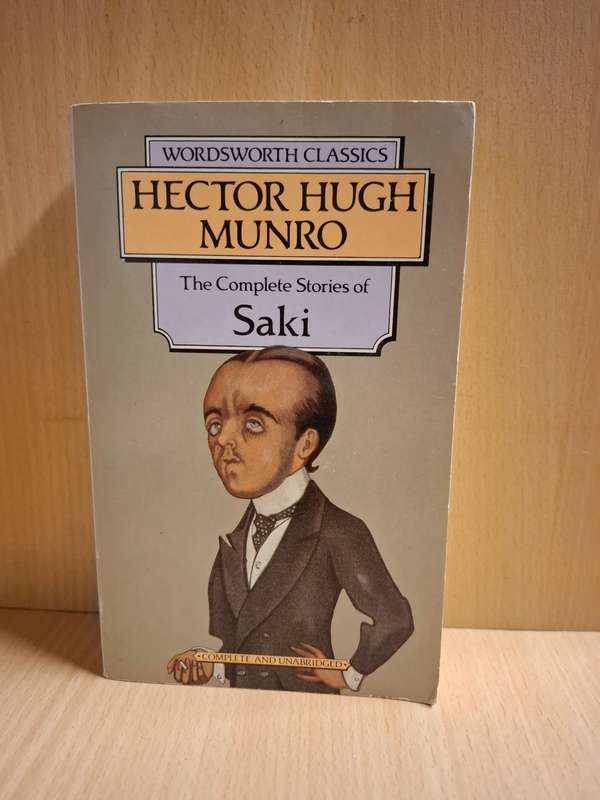 WORDSWORTH CLASSICS
HECTOR HUGH
MUNRO
The Complete Stories of
Saki
·COMPLETE AND UNABRIDGED·